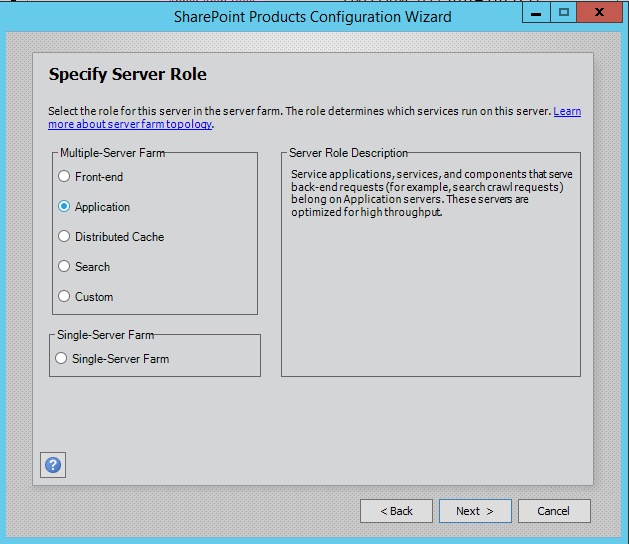 SharePoint Products Configuration Wizard
Specify Server Role
Select the role for this server in the server farm. The role determines which services run on this server. Learn
more about server farm topology.
Multiple-Server Farm
Front-end
Application
Distributed Cache
Search
Custom
Single-Server Farm
Single-Server Farm
Server Role Description
Service applications, services, and components that serve
back-end requests (for example, search crawl requests)
belong on Application servers. These servers are
optimized for high throughput.
?
< Back
Next >
Cancel